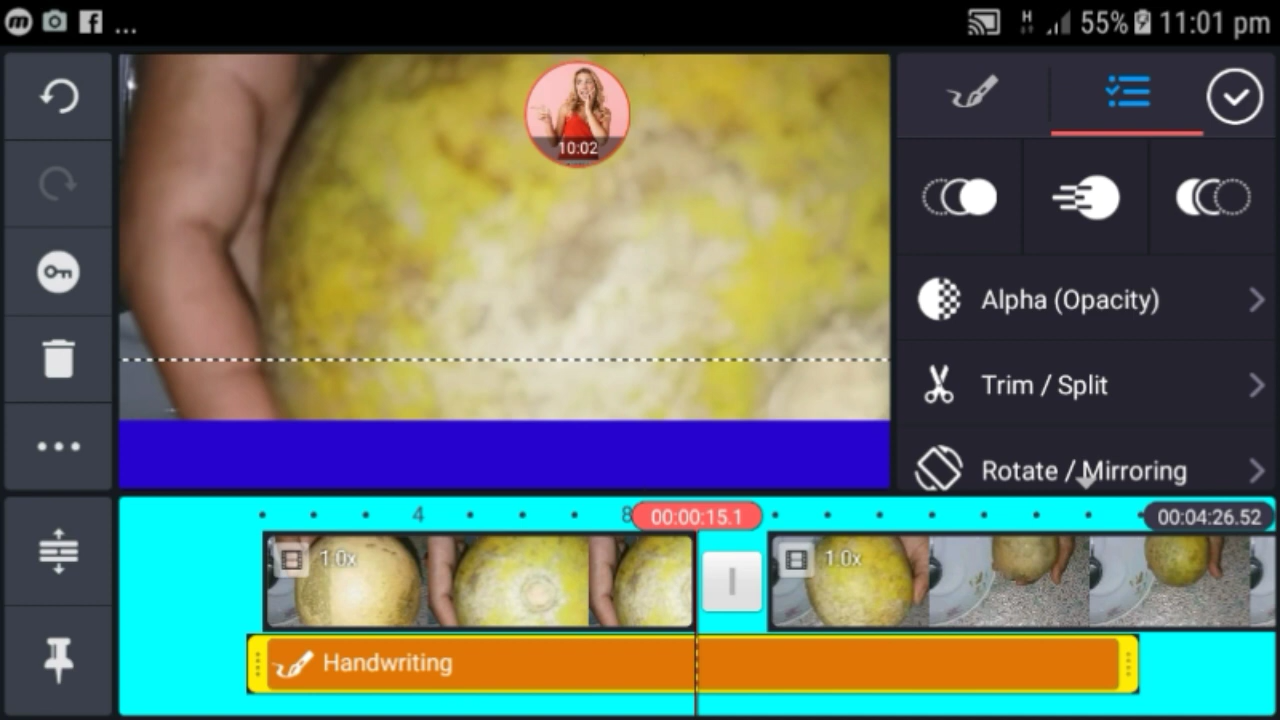 ... 55% 11:01 pm
10:02
Alpha (Opacity)
Trim / Split
Rotate / Mirroring
4 8 00:00:15.1 00:04:26.52
1.0x 1.0x
Handwriting